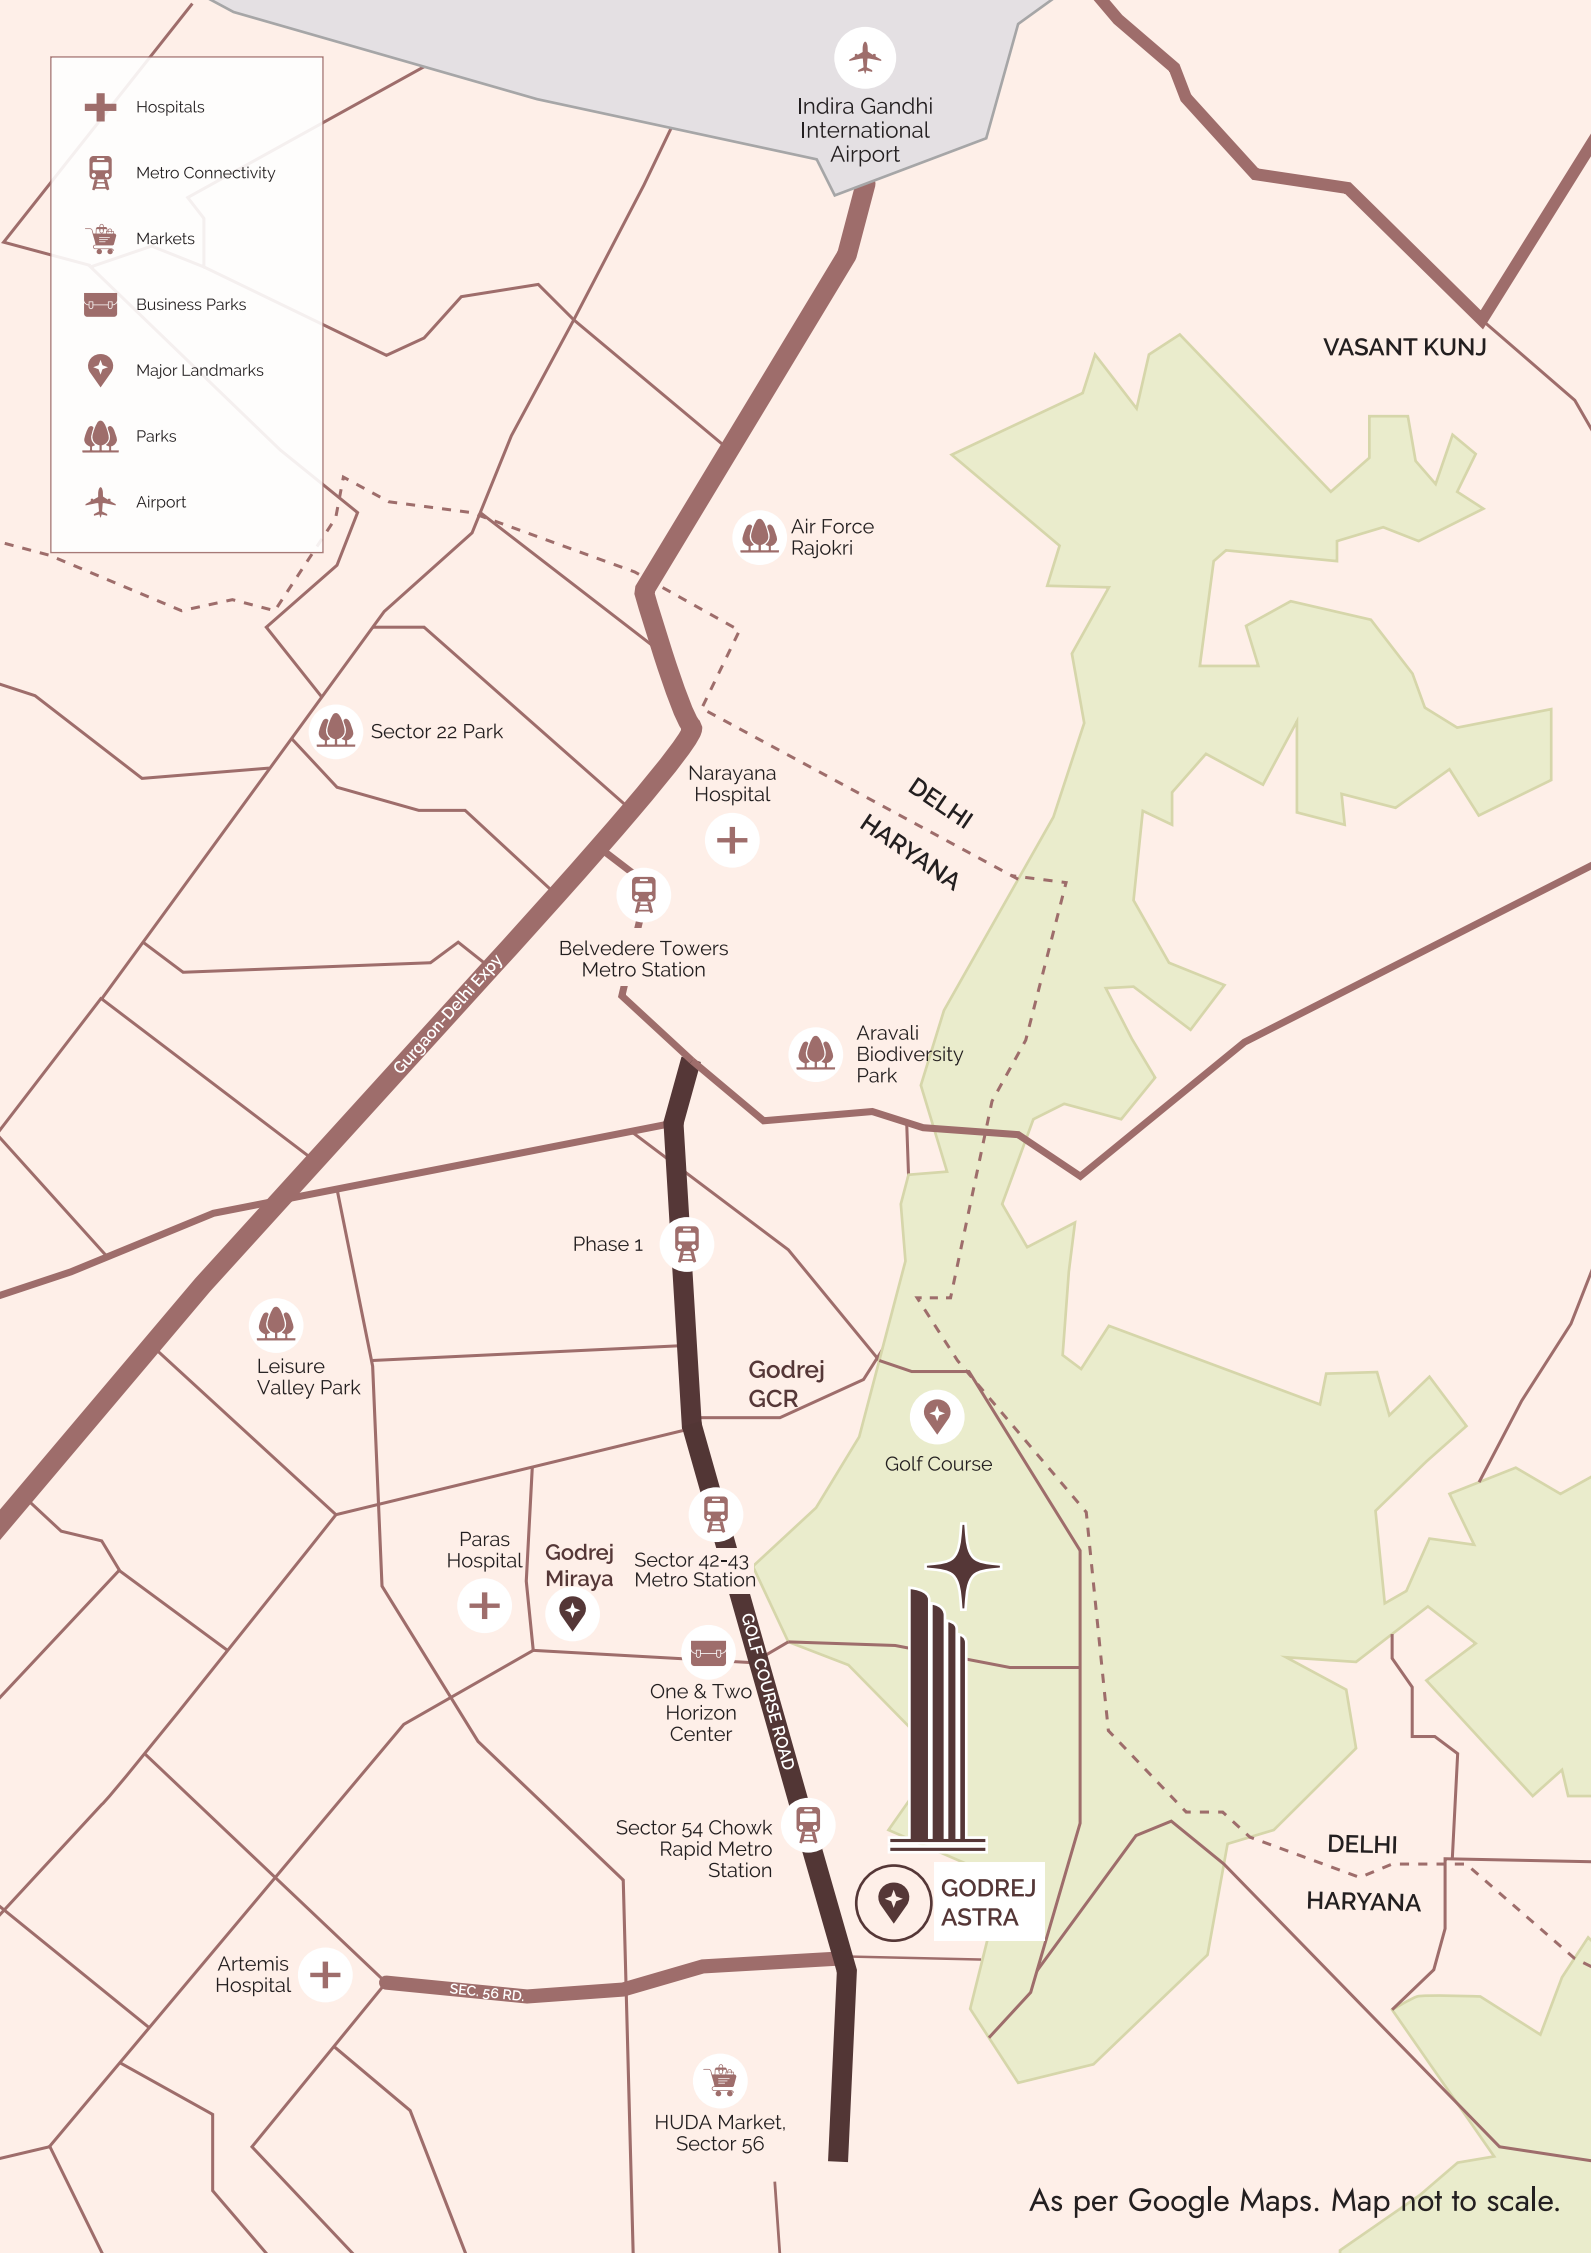 Indira Gandhi
International
Airport
Hospitals
Metro Connectivity
Markets
Business Parks
Major Landmarks
Parks
Airport
VASANT KUNJ
Air Force
Rajokri
Sector 22 Park
Narayana
Hospital
DELHI
HARYANA
Belvedere Towers
Metro Station
Gurgaon-Delhi Expy
Aravali
Biodiversity
Park
Phase 1
Leisure
Valley Park
Godrej
GCR
Golf Course
Paras
Hospital
Godrej
Miraya
Sector 42-43
Metro Station
GOLF COURSE ROAD
One & Two
Horizon
Center
Sector 54 Chowk
Rapid Metro
Station
DELHI
HARYANA
GODREJ
ASTRA
Artemis
Hospital
SEC. 56 RD.
HUDA Market,
Sector 56
As per Google Maps. Map not to scale.